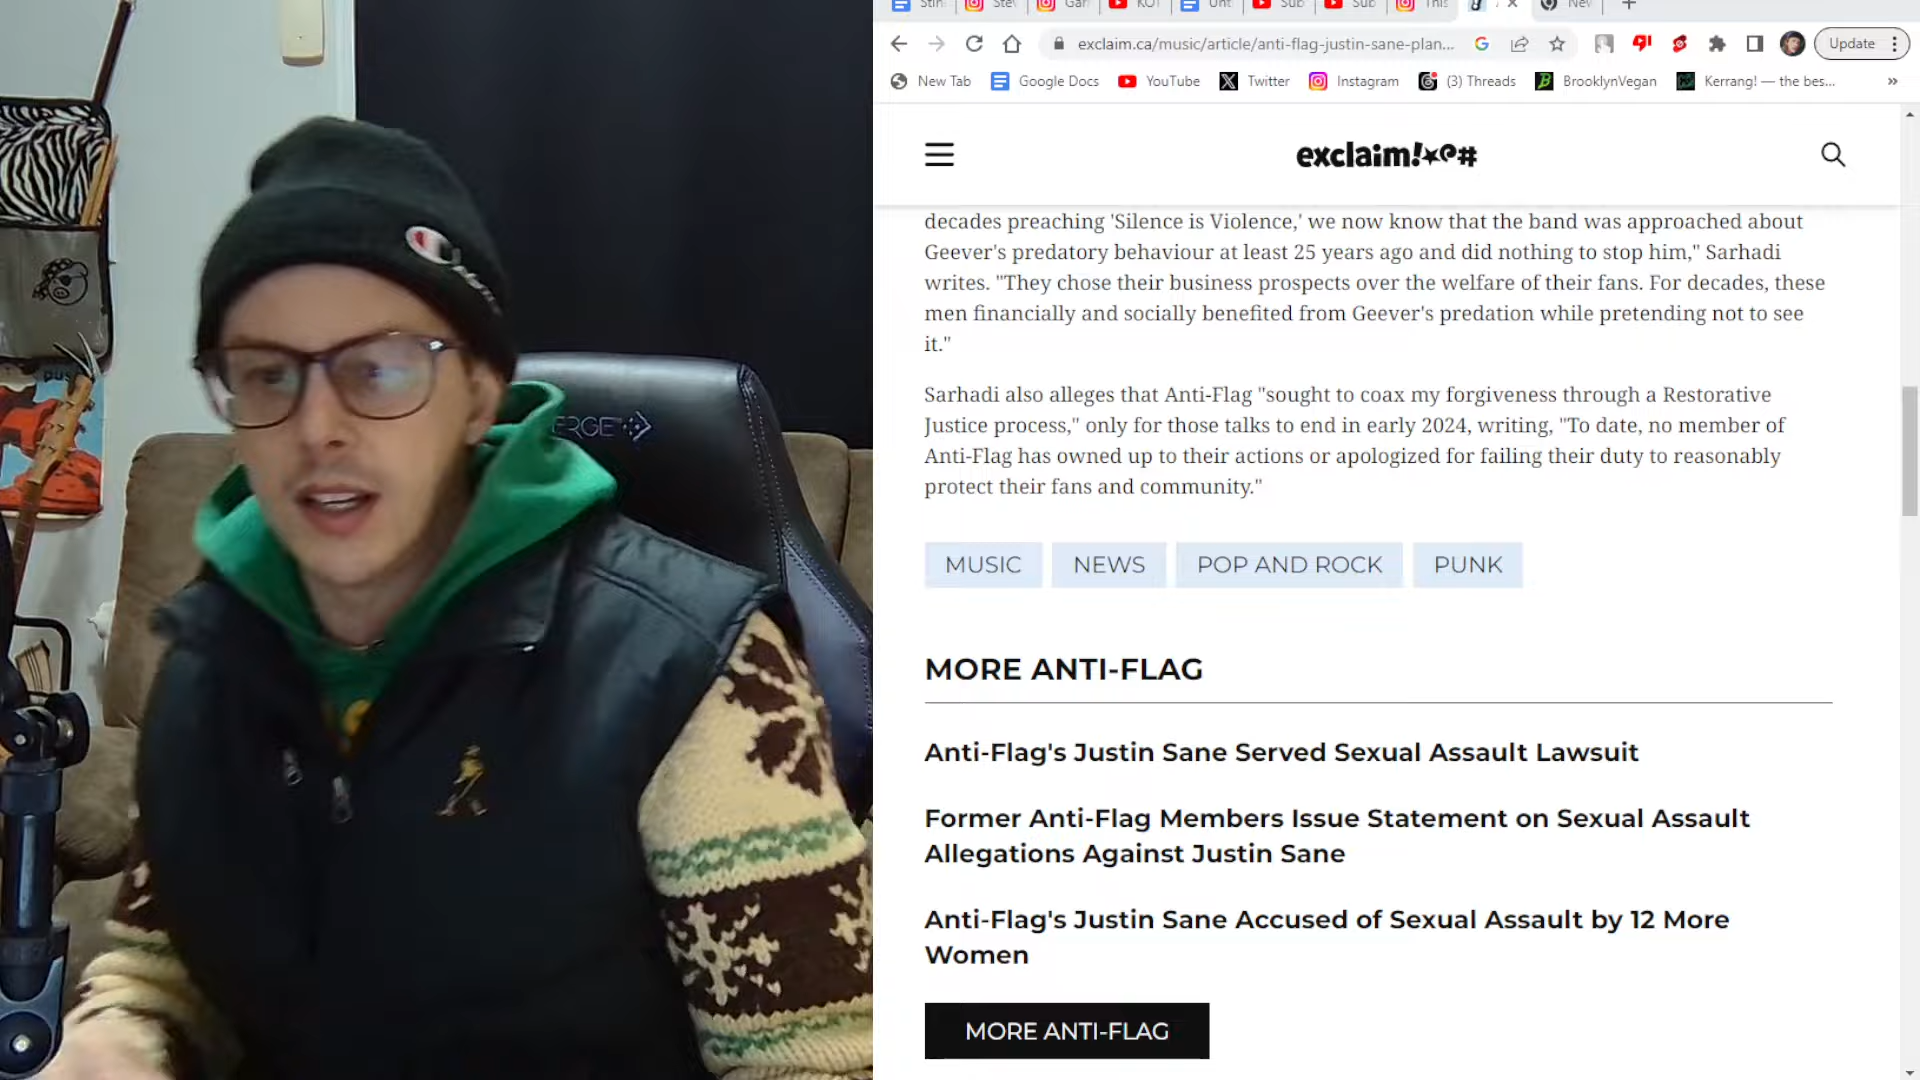 exclaim.ca/music/article/anti-flag-justin-sane-plan...
Update
New Tab
Google Docs
YouTube
Twitter
Instagram
(3) Threads
BrooklynVegan
Kerrang! — the bes...
»
exclaim!
decades preaching 'Silence is Violence,' we now know that the band was approached about
Geever's predatory behaviour at least 25 years ago and did nothing to stop him," Sarhadi
writes. "They chose their business prospects over the welfare of their fans. For decades, these
men financially and socially benefited from Geever's predation while pretending not to see
it."
Sarhadi also alleges that Anti-Flag "sought to coax my forgiveness through a Restorative
Justice process," only for those talks to end in early 2024, writing, "To date, no member of
Anti-Flag has owned up to their actions or apologized for failing their duty to reasonably
protect their fans and community."
MUSIC
NEWS
POP AND ROCK
PUNK
MORE ANTI-FLAG
Anti-Flag's Justin Sane Served Sexual Assault Lawsuit
Former Anti-Flag Members Issue Statement on Sexual Assault
Allegations Against Justin Sane
Anti-Flag's Justin Sane Accused of Sexual Assault by 12 More
Women
MORE ANTI-FLAG